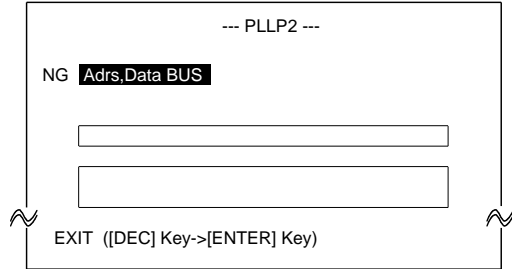 --- PLLP2 ---
NG Adrs,Data BUS
EXIT ([DEC] Key->[ENTER] Key)